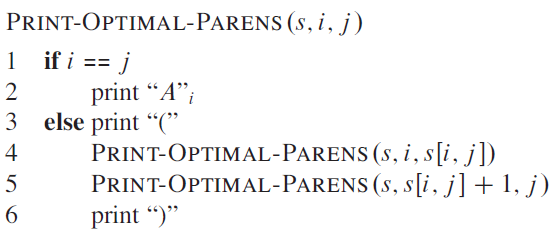 PRINT-OPTIMAL-PARENS(s, i, j)
1 if i == j
2 print “A”ᵢ
3 else print “(”
4 PRINT-OPTIMAL-PARENS(s, i, s[i, j])
5 PRINT-OPTIMAL-PARENS(s, s[i, j] + 1, j)
6 print “)”